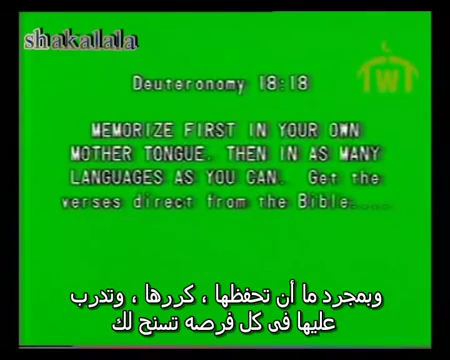 shakalala
IWI
Deuteronomy 18:18
MEMORIZE FIRST IN YOUR OWN
MOTHER TONGUE. THEN IN AS MANY
LANGUAGES AS YOU CAN. Get the
verses direct from the Bible.....
وبمجرد ما أن تحفظها ، كررها ، وتدرب
عليها فى كل فرصه تسنح لك